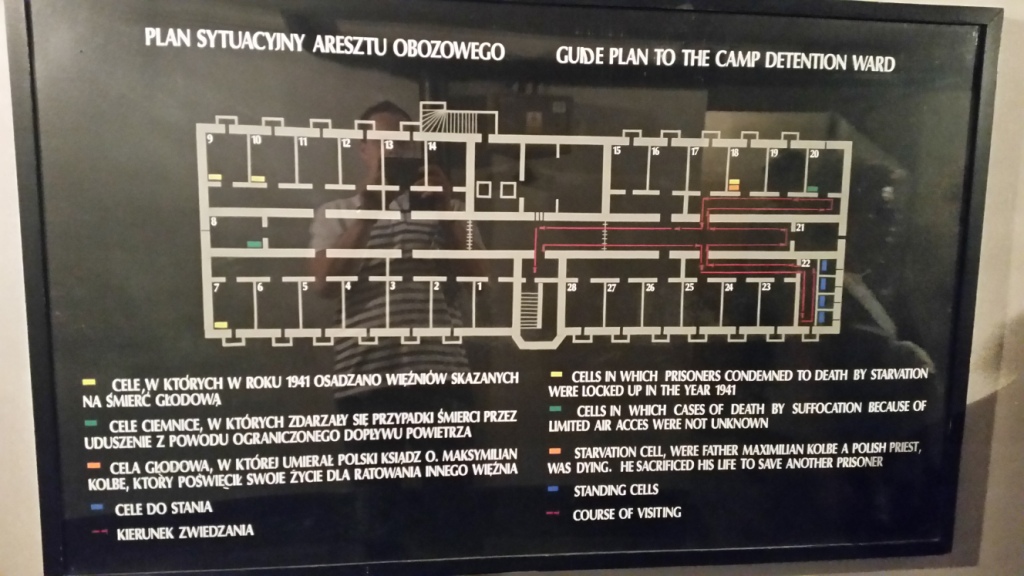 PLAN SYTUACYJNY ARESZTU OBOZOWEGO
GUIDE PLAN TO THE CAMP DETENTION WARD
9 10 11 12 13 14 15 16 17 18 19 20
8 21
22
7 6 5 4 3 2 1 28 27 26 25 24 23
CELE, W KTÓRYCH W ROKU 1941 OSADZANO WIĘŹNIÓW SKAZANYCH
NA ŚMIERĆ GŁODOWĄ
CELE CIEMNICE, W KTÓRYCH ZDARZAŁY SIĘ PRZYPADKI ŚMIERCI PRZEZ
UDUSZENIE Z POWODU OGRANICZONEGO DOPŁYWU POWIETRZA
CELA GŁODOWA, W KTÓREJ UMIERAŁ POLSKI KSIĄDZ O. MAKSYMILIAN
KOLBE, KTÓRY POŚWIĘCIŁ SWOJE ŻYCIE DLA RATOWANIA INNEGO WIĘŹNIA
CELE DO STANIA
KIERUNEK ZWIEDZANIA
CELLS IN WHICH PRISONERS CONDEMNED TO DEATH BY STARVATION
WERE LOCKED UP IN THE YEAR 1941
CELLS IN WHICH CASES OF DEATH BY SUFFOCATION BECAUSE OF
LIMITED AIR ACCES WERE NOT UNKNOWN
STARVATION CELL, WERE FATHER MAXIMILIAN KOLBE A POLISH PRIEST,
WAS DYING. HE SACRIFICED HIS LIFE TO SAVE ANOTHER PRISONER
STANDING CELLS
COURSE OF VISITING